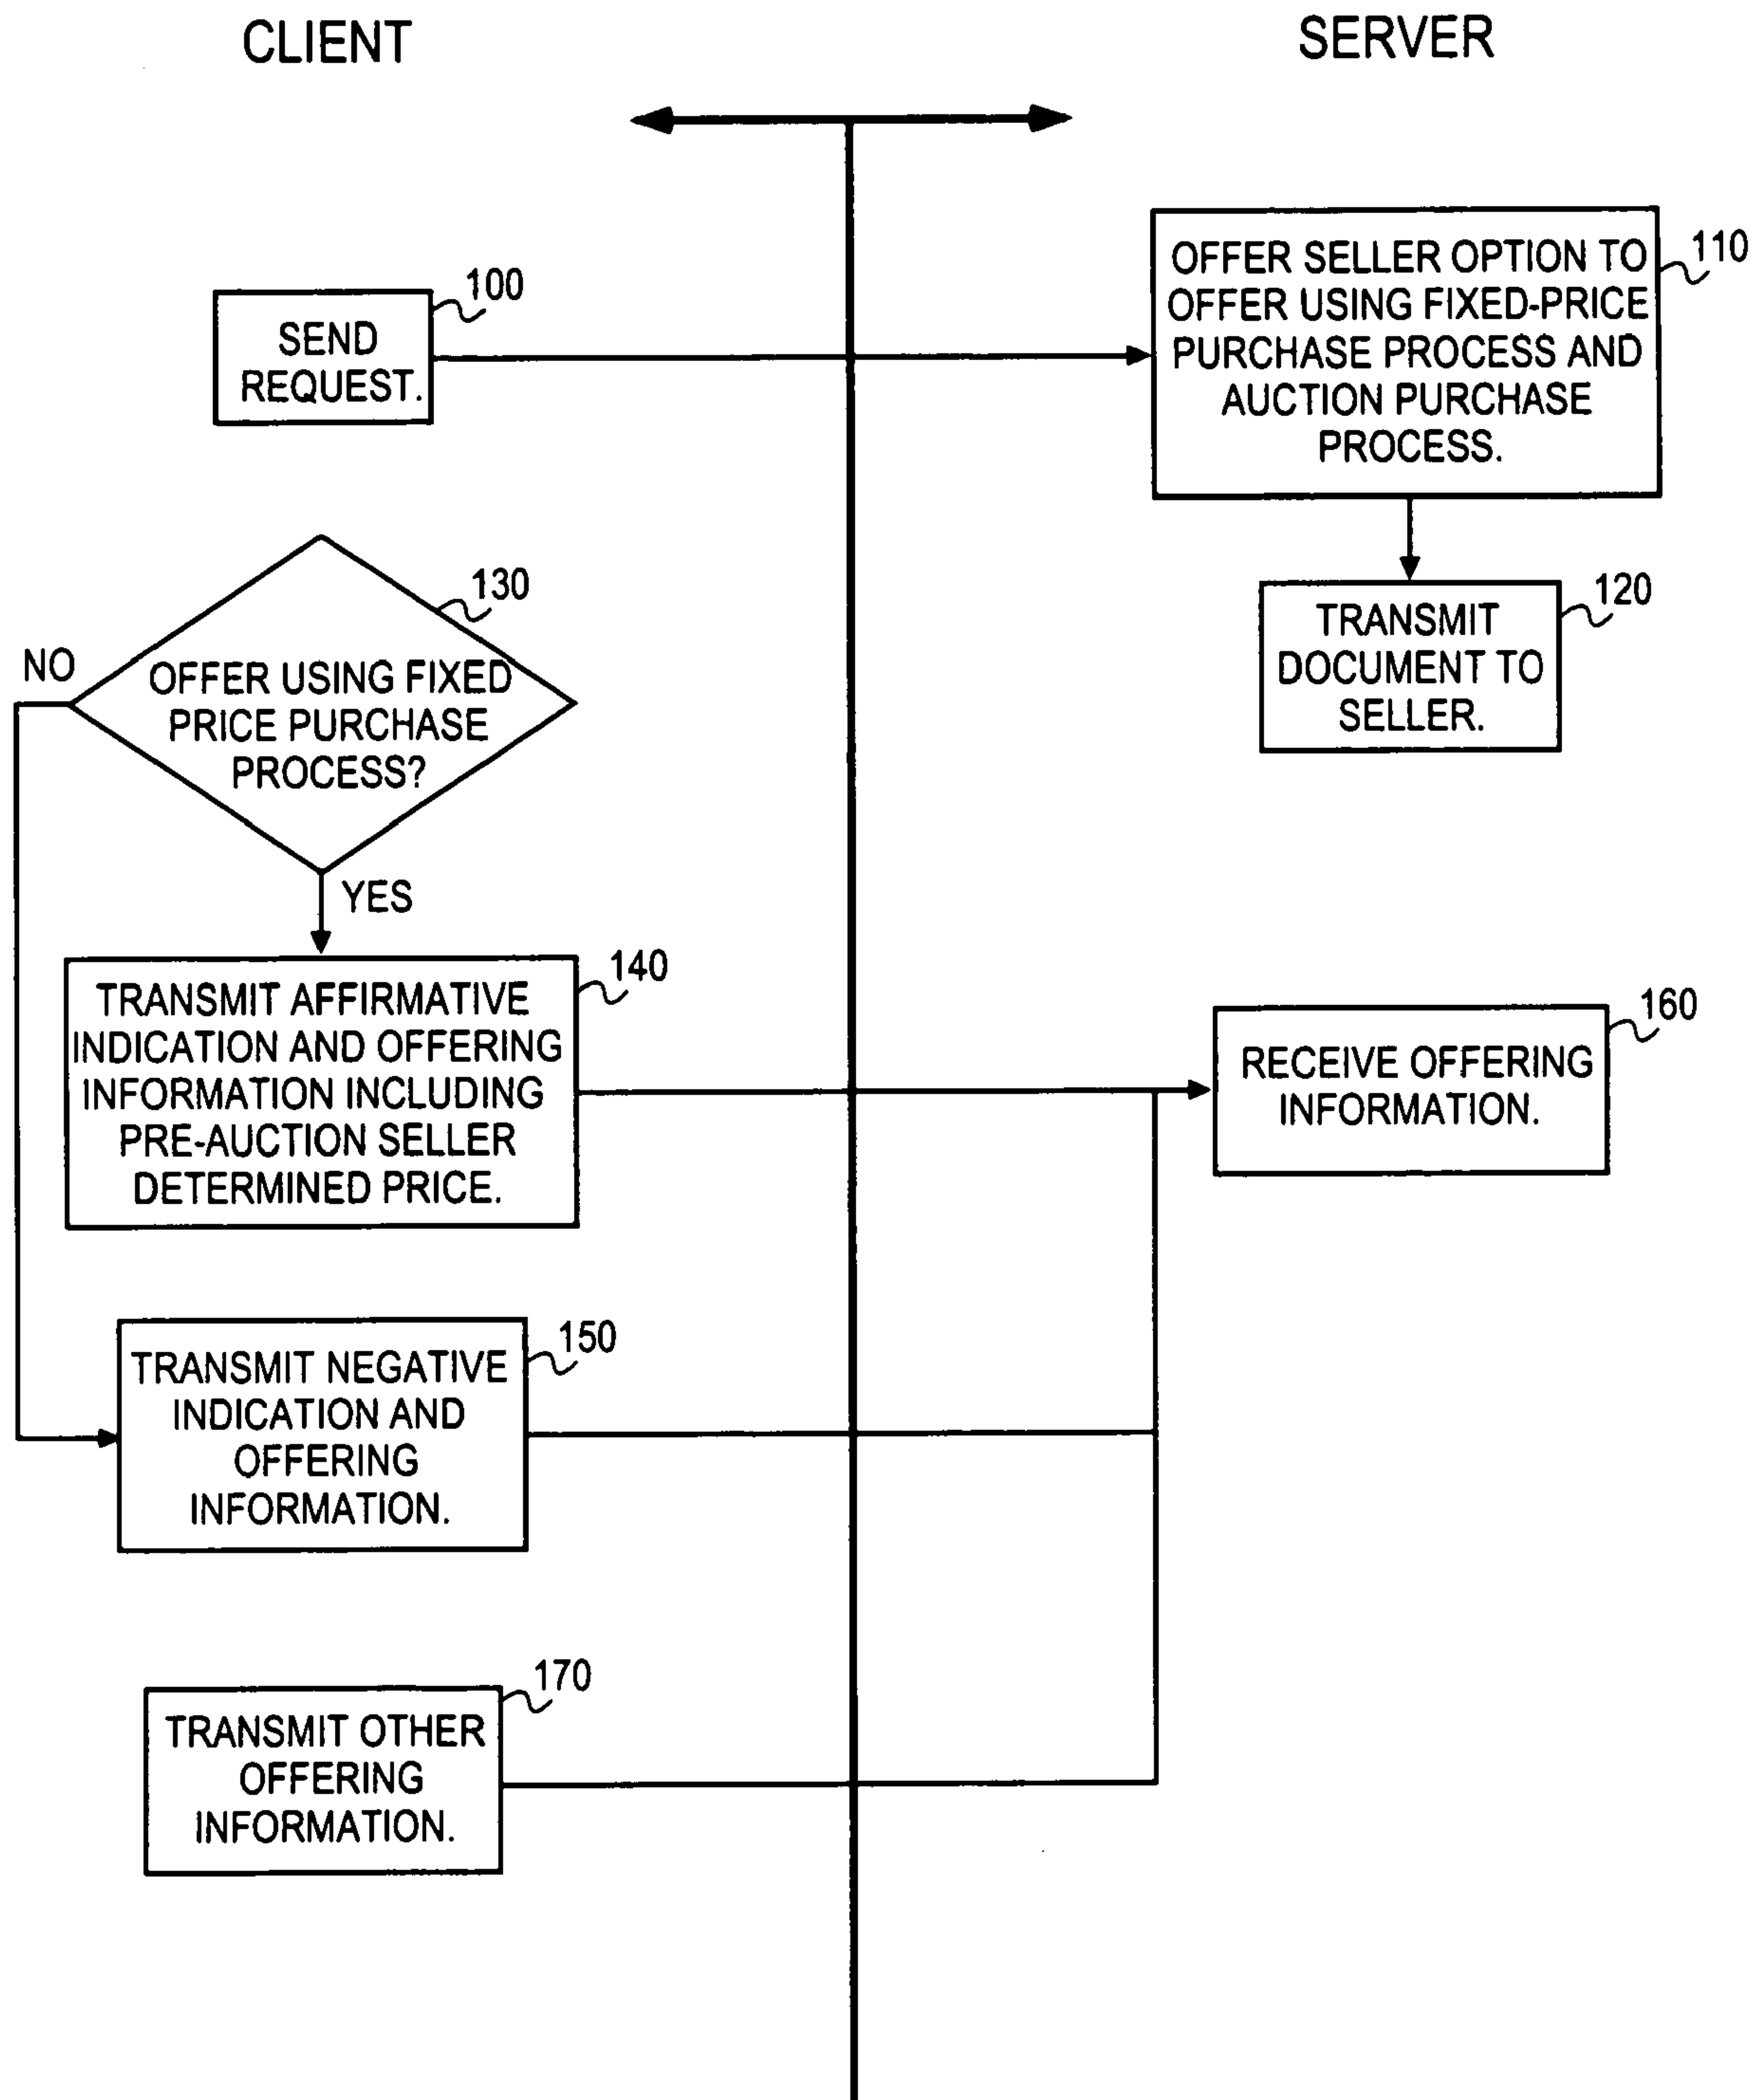 CLIENT
SERVER
100
SEND
REQUEST.
110
OFFER SELLER OPTION TO
OFFER USING FIXED-PRICE
PURCHASE PROCESS AND
AUCTION PURCHASE
PROCESS.
120
TRANSMIT
DOCUMENT TO
SELLER.
130
NO
OFFER USING FIXED
PRICE PURCHASE
PROCESS?
YES
140
TRANSMIT AFFIRMATIVE
INDICATION AND OFFERING
INFORMATION INCLUDING
PRE-AUCTION SELLER
DETERMINED PRICE.
160
RECEIVE OFFERING
INFORMATION.
150
TRANSMIT NEGATIVE
INDICATION AND
OFFERING
INFORMATION.
170
TRANSMIT OTHER
OFFERING
INFORMATION.